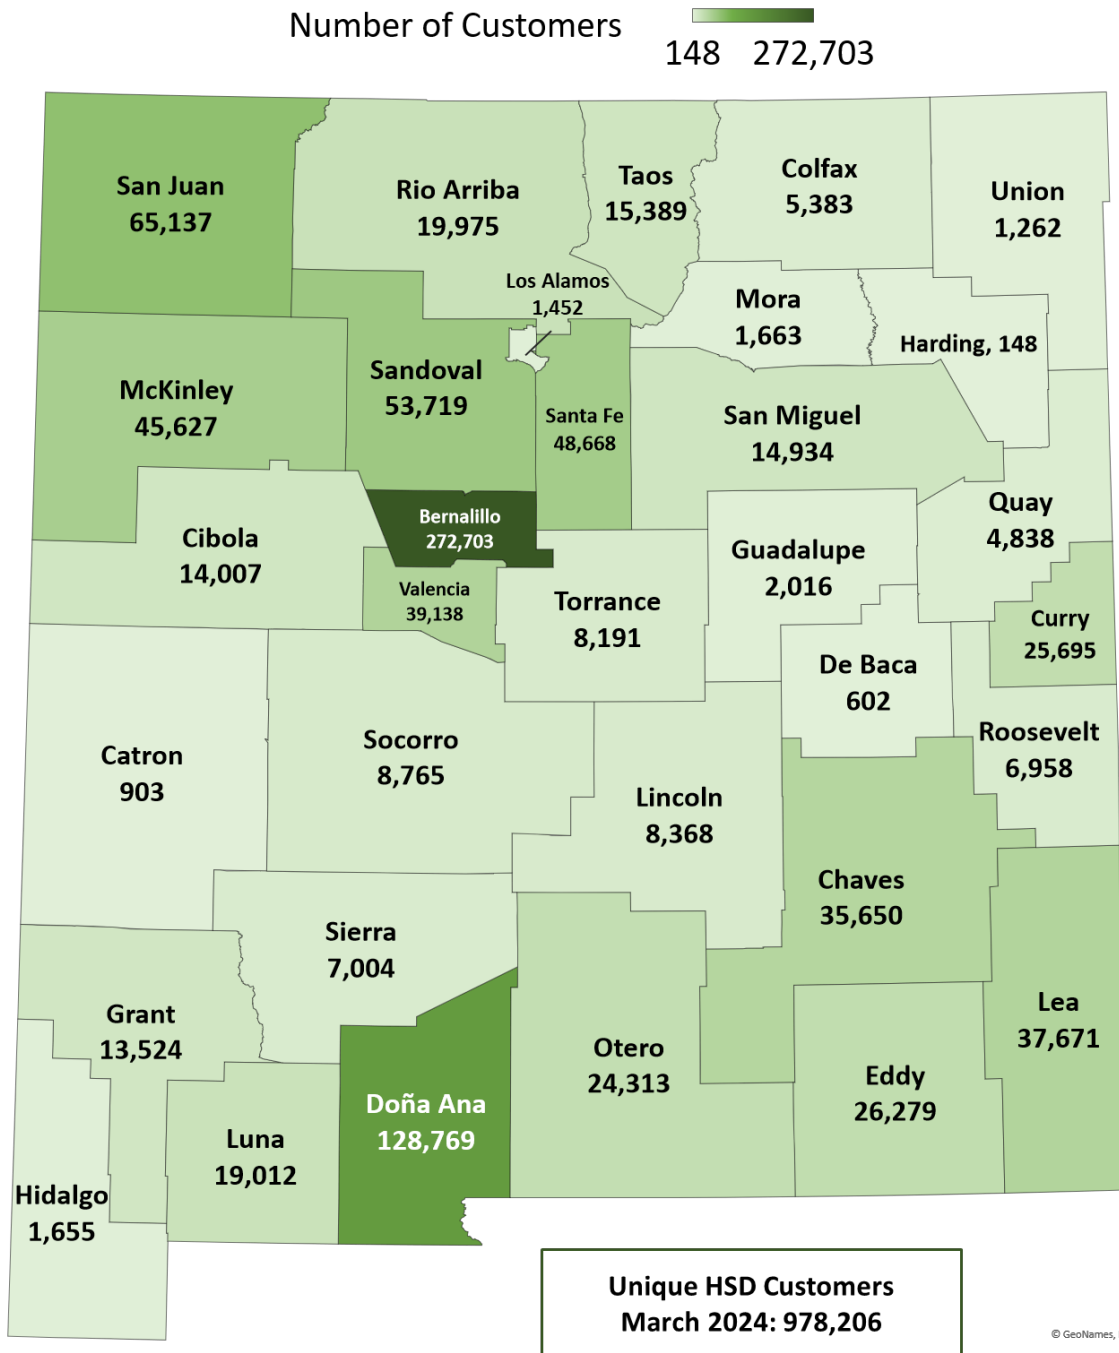 Number of Customers
148 272,703
San Juan
65,137
Rio Arriba
19,975
Taos
15,389
Colfax
5,383
Union
1,262
Los Alamos
1,452
Mora
1,663
Harding, 148
McKinley
45,627
Sandoval
53,719
Santa Fe
48,668
San Miguel
14,934
Quay
4,838
Cibola
14,007
Bernalillo
272,703
Valencia
39,138
Torrance
8,191
Guadalupe
2,016
Curry
25,695
De Baca
602
Roosevelt
6,958
Catron
903
Socorro
8,765
Lincoln
8,368
Chaves
35,650
Sierra
7,004
Grant
13,524
Otero
24,313
Lea
37,671
Eddy
26,279
Doña Ana
128,769
Luna
19,012
Hidalgo
1,655
Unique HSD Customers
March 2024: 978,206
© GeoNames,